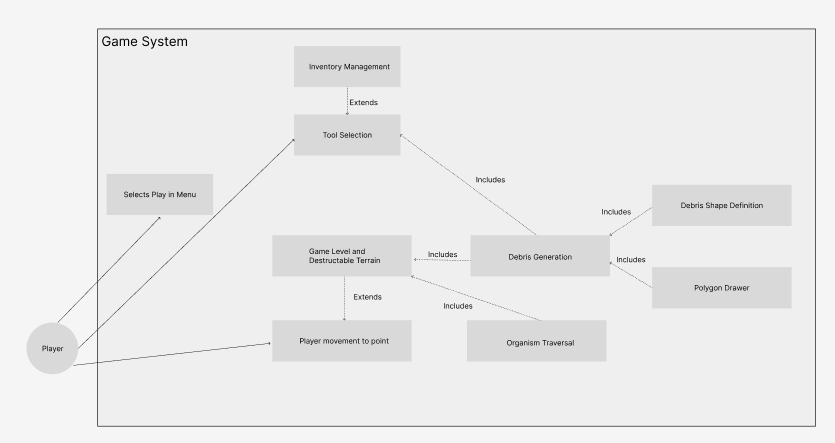 Game System
Inventory Management
Extends
Tool Selection
Includes
Selects Play in Menu
Debris Shape Definition
Includes
Game Level and
Destructable Terrain
Includes
Debris Generation
Includes
Polygon Drawer
Extends
Includes
Player movement to point
Organism Traversal
Player